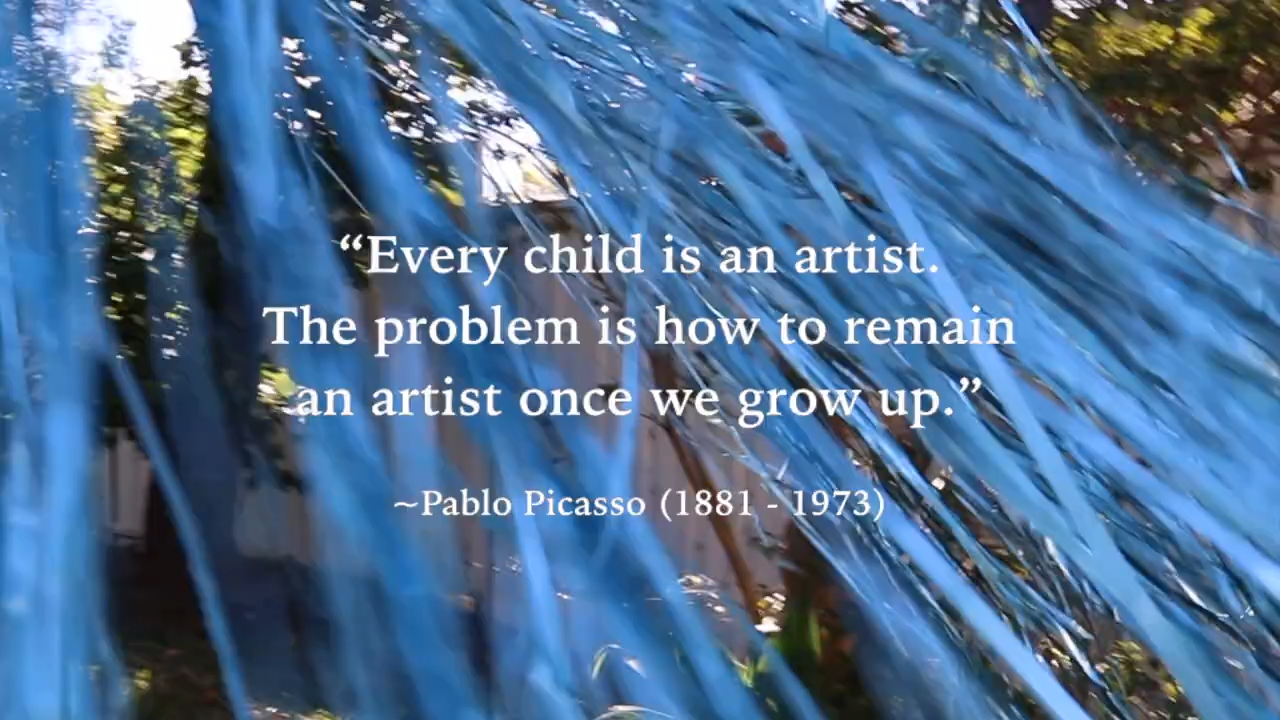 “Every child is an artist.
The problem is how to remain
an artist once we grow up.”
~Pablo Picasso (1881 - 1973)